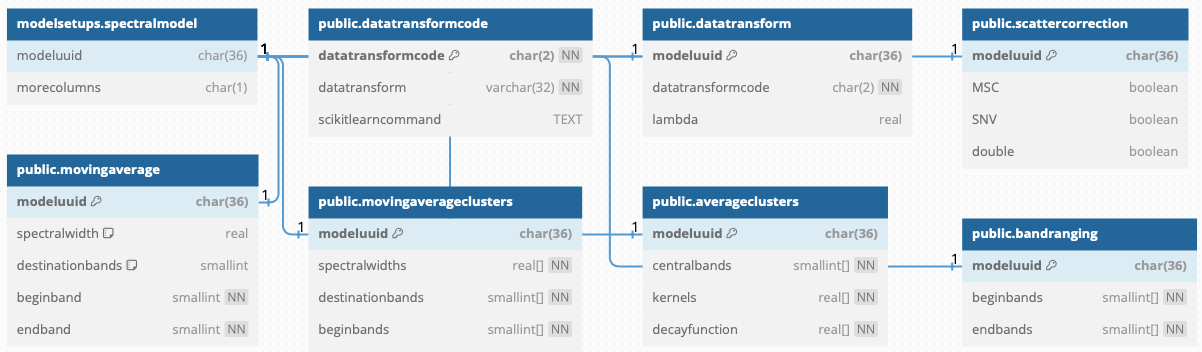 modelsetups.spectralmodel
modeluuid char(36)
morecolumns char(1)
1
public.datatransformcode
datatransformcode char(2) NN
datatransform varchar(32) NN
scikitlearncommand TEXT
1
public.datatransform
modeluuid char(36)
datatransformcode char(2) NN
lambda real
1
public.scattercorrection
modeluuid char(36)
MSC boolean
SNV boolean
double boolean
public.movingaverage
modeluuid char(36)
spectralwidth real
destinationbands smallint
beginband smallint NN
endband smallint NN
1
1
public.movingaverageclusters
modeluuid char(36)
spectralwidths real[] NN
destinationbands smallint[] NN
beginbands smallint[] NN
1
public.averageclusters
modeluuid char(36)
centralbands smallint[] NN
kernels real[] NN
decayfunction real[] NN
1
public.bandranging
modeluuid char(36)
beginbands smallint[] NN
endbands smallint[] NN